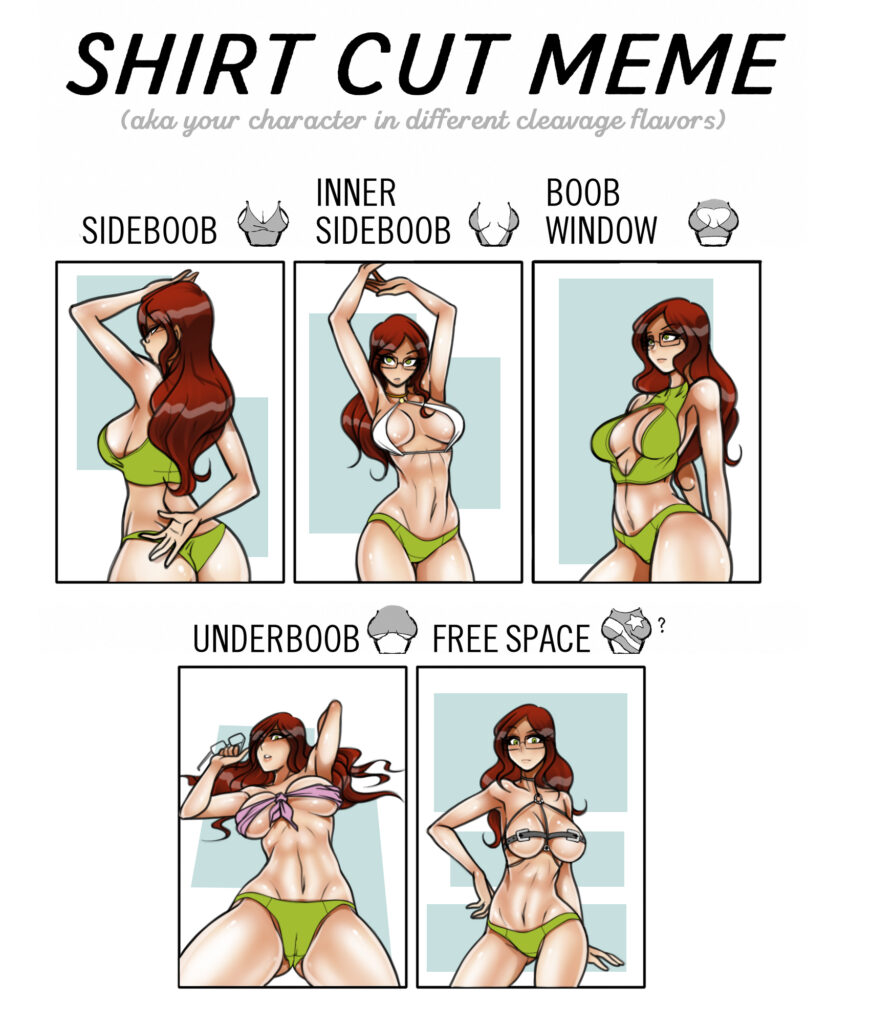 SHIRT CUT MEME
(aka your character in different cleavage flavors)
SIDEBOOB
INNER
SIDEBOOB
BOOB
WINDOW
UNDERBOOB
FREE SPACE ?